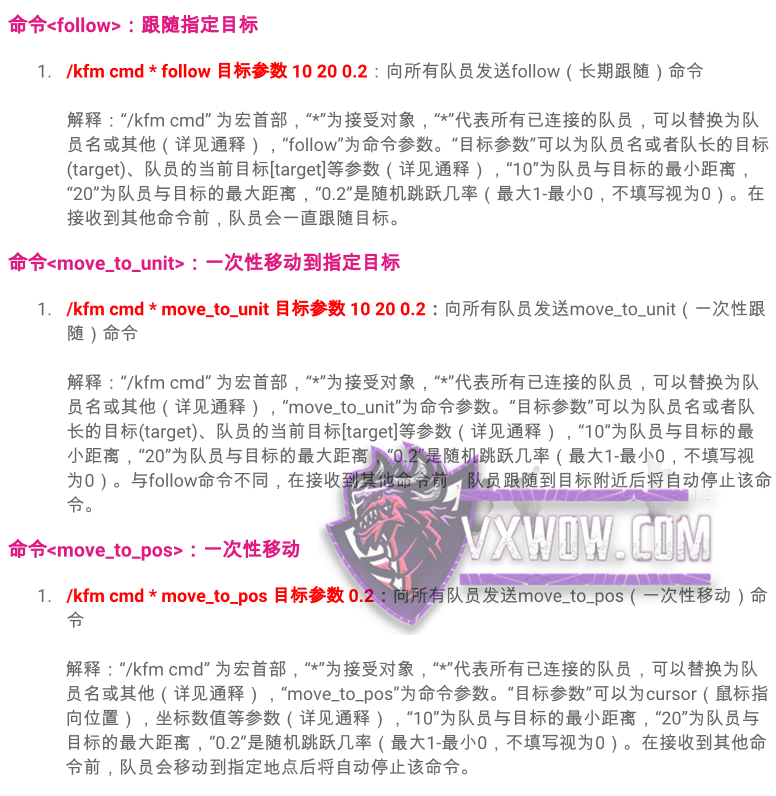 命令<follow>：跟随指定目标
1. /kfm cmd * follow 目标参数 10 20 0.2：向所有队员发送follow（长期跟随）命令
解释：“/kfm cmd” 为宏首部，“*”为接受对象，“*”代表所有已连接的队员，可以替换为队
员名或其他（详见通释），“follow”为命令参数。“目标参数”可以为队员名或者队长的目标
(target)、队员的当前目标[target]等参数（详见通释），“10”为队员与目标的最小距离，
“20”为队员与目标的最大距离，“0.2”是随机跳跃几率（最大1-最小0，不填写视为0）。在
接收到其他命令前，队员会一直跟随目标。
命令<move_to_unit>：一次性移动到指定目标
1. /kfm cmd * move_to_unit 目标参数 10 20 0.2：向所有队员发送move_to_unit（一次性跟
随）命令
解释：“/kfm cmd” 为宏首部，“*”为接受对象，“*”代表所有已连接的队员，可以替换为队
员名或其他（详见通释），“move_to_unit”为命令参数。“目标参数”可以为队员名或者队
长的目标(target)、队员的当前目标[target]等参数（详见通释），“10”为队员与目标的最
小距离，“20”为队员与目标的最大距离，“0.2”是随机跳跃几率（最大1-最小0，不填写视
为0）。与follow命令不同，在接收到其他命令前，队员跟随到目标附近后将自动停止该命
令。
VXWOW.COM
命令<move_to_pos>：一次性移动
1. /kfm cmd * move_to_pos 目标参数 0.2：向所有队员发送move_to_pos（一次性移动）命
令
解释：“/kfm cmd” 为宏首部，“*”为接受对象，“*”代表所有已连接的队员，可以替换为队
员名或其他（详见通释），“move_to_pos”为命令参数。“目标参数”可以为cursor（鼠标指
向位置），坐标数值等参数（详见通释），“10”为队员与目标的最小距离，“20”为队员与
目标的最大距离，“0.2”是随机跳跃几率（最大1-最小0，不填写视为0）。在接收到其他命
令前，队员会移动到指定地点后将自动停止该命令。